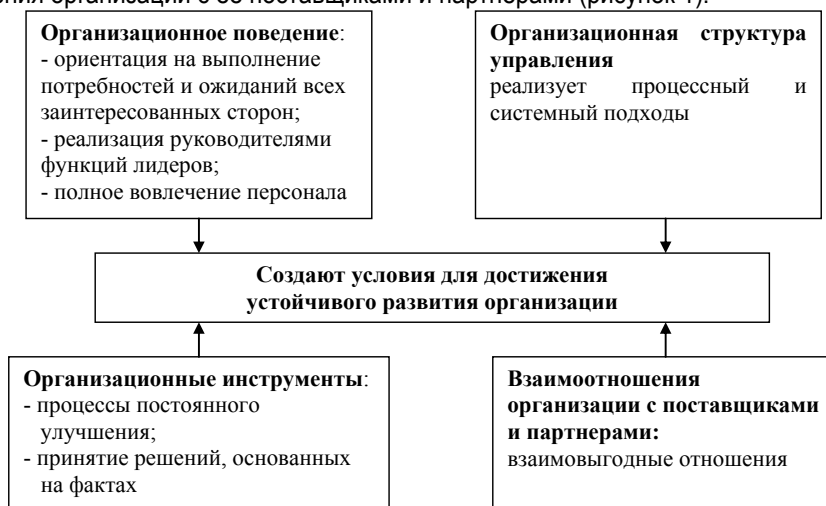 ния организации с ее поставщиками и партнерами (рисунок 1).
Организационное поведение:
- ориентация на выполнение
потребностей и ожиданий всех
заинтересованных сторон;
- реализация руководителями
функций лидеров;
- полное вовлечение персонала
Организационная структура
управления
реализует процессный и
системный подходы
Создают условия для достижения
устойчивого развития организации
Организационные инструменты:
- процессы постоянного
улучшения;
- принятие решений, основанных
на фактах
Взаимоотношения
организации с поставщиками
и партнерами:
взаимовыгодные отношения